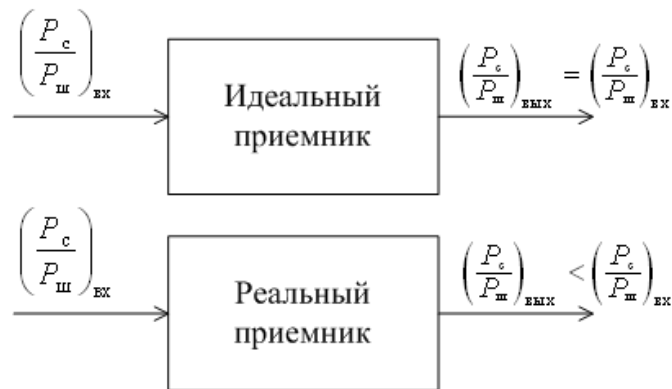 (P_с/P_ш)_вх
Идеальный
приемник
(P_с/P_ш)_вых = (P_с/P_ш)_вх
(P_с/P_ш)_вх
Реальный
приемник
(P_с/P_ш)_вых < (P_с/P_ш)_вх